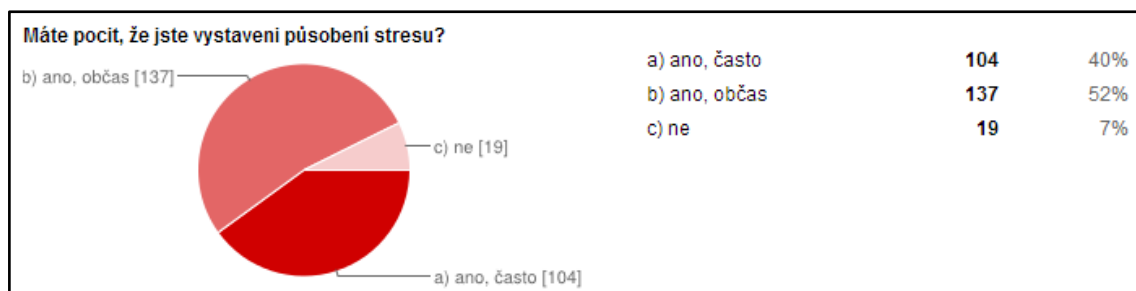 Máte pocit, že jste vystaveni působení stresu?
b) ano, občas [137]
c) ne [19]
a) ano, často [104]
a) ano, často 104 40%
b) ano, občas 137 52%
c) ne 19 7%